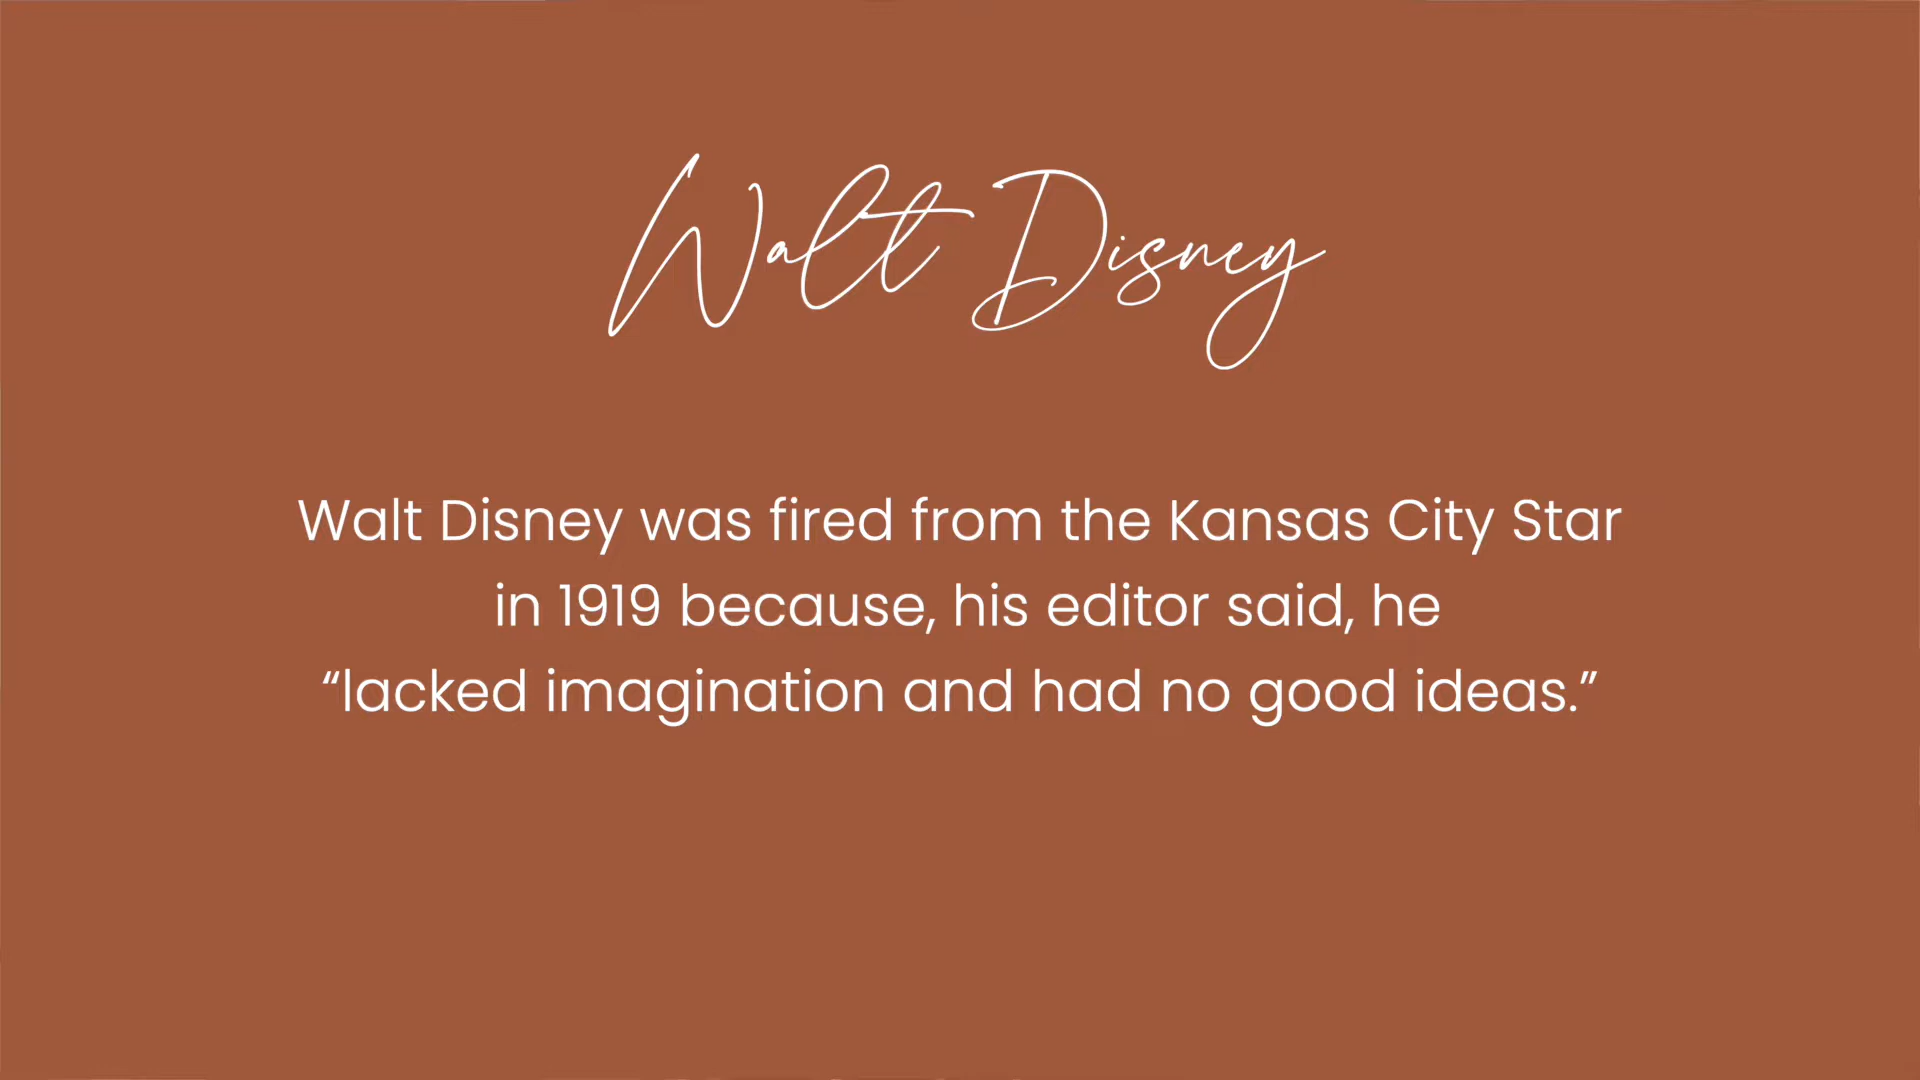 Walt Disney
Walt Disney was fired from the Kansas City Star
in 1919 because, his editor said, he
“lacked imagination and had no good ideas.”